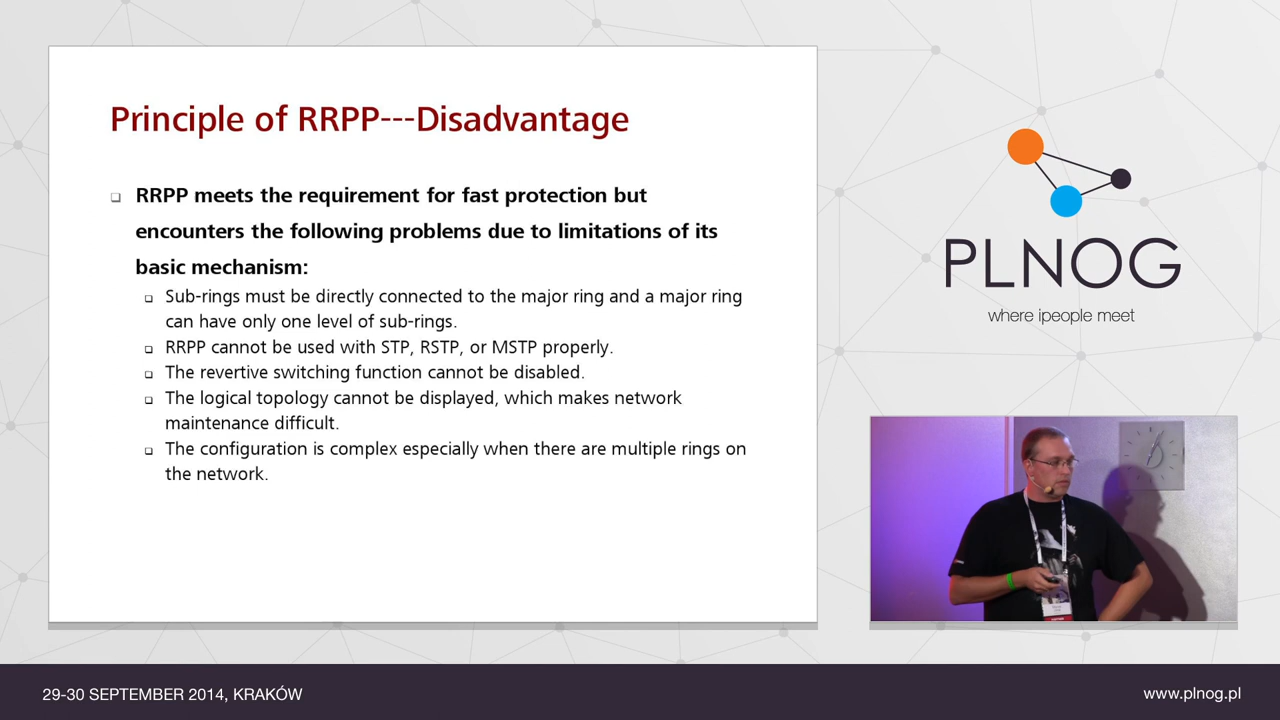 Principle of RRPP---Disadvantage
RRPP meets the requirement for fast protection but
encounters the following problems due to limitations of its
basic mechanism:
Sub-rings must be directly connected to the major ring and a major ring
can have only one level of sub-rings.
RRPP cannot be used with STP, RSTP, or MSTP properly.
The revertive switching function cannot be disabled.
The logical topology cannot be displayed, which makes network
maintenance difficult.
The configuration is complex especially when there are multiple rings on
the network.
PLNOG
where ipeople meet
29-30 SEPTEMBER 2014, KRAKÓW
www.plnog.pl